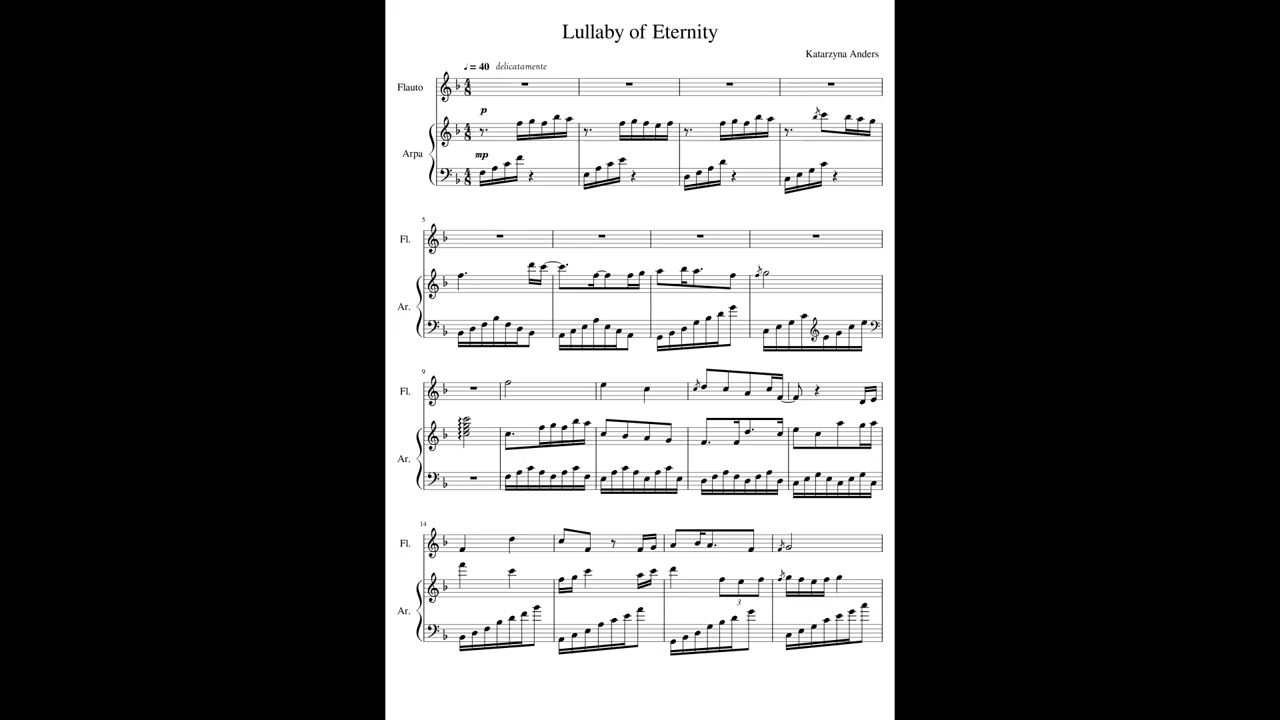 Lullaby of Eternity
Katarzyna Anders
♩ = 40 delicatamente
Flauto
p
Arpa
mp
5
Fl.
Ar.
9
Fl.
Ar.
14
Fl.
Ar.
3